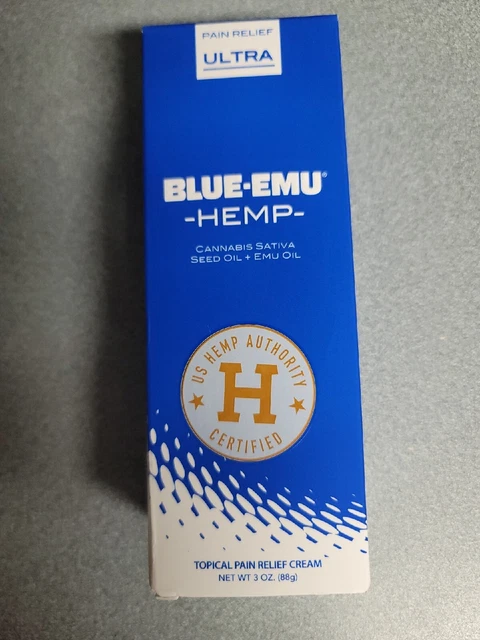 PAIN RELIEF
ULTRA
BLUE-EMU®
-HEMP-
CANNABIS SATIVA
SEED OIL + EMU OIL
US HEMP AUTHORITY
H
CERTIFIED
TOPICAL PAIN RELIEF CREAM
NET WT 3 OZ. (88g)